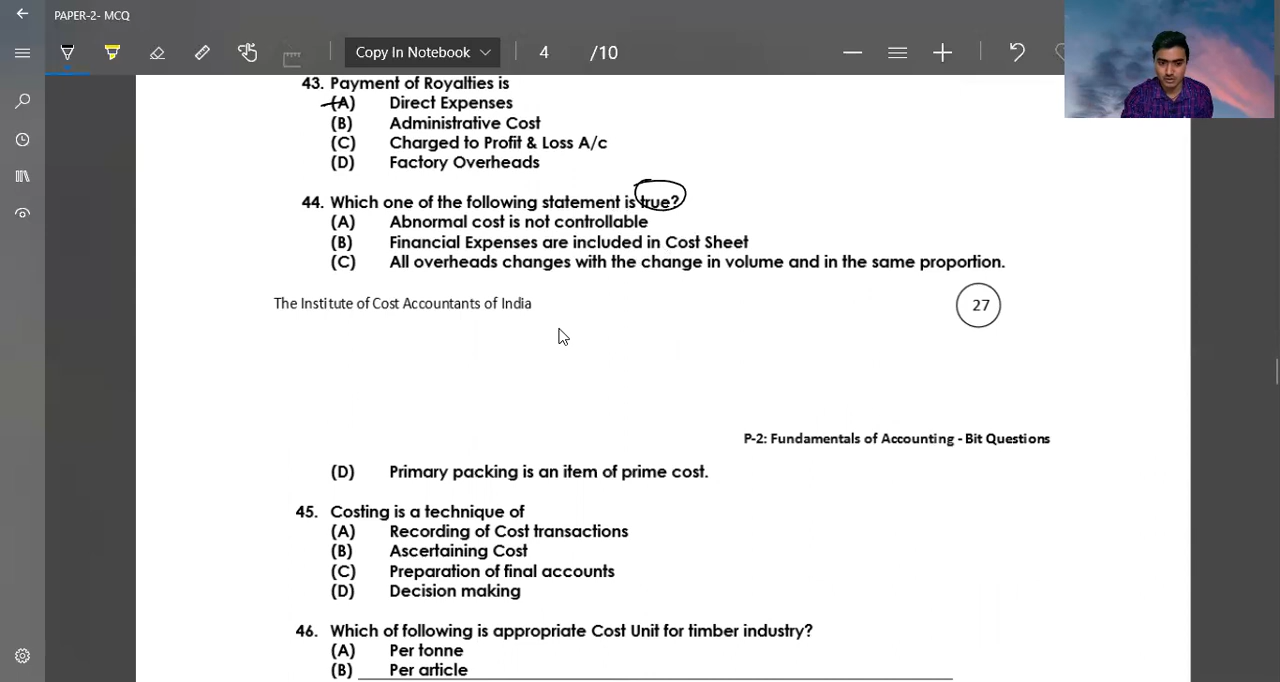 PAPER-2- MCQ
Copy In Notebook
4 /10
43. Payment of Royalties is
(A) Direct Expenses
(B) Administrative Cost
(C) Charged to Profit & Loss A/c
(D) Factory Overheads
44. Which one of the following statement is true?
(A) Abnormal cost is not controllable
(B) Financial Expenses are included in Cost Sheet
(C) All overheads changes with the change in volume and in the same proportion.
The Institute of Cost Accountants of India
27
P-2: Fundamentals of Accounting - Bit Questions
(D) Primary packing is an item of prime cost.
45. Costing is a technique of
(A) Recording of Cost transactions
(B) Ascertaining Cost
(C) Preparation of final accounts
(D) Decision making
46. Which of following is appropriate Cost Unit for timber industry?
(A) Per tonne
(B) Per article